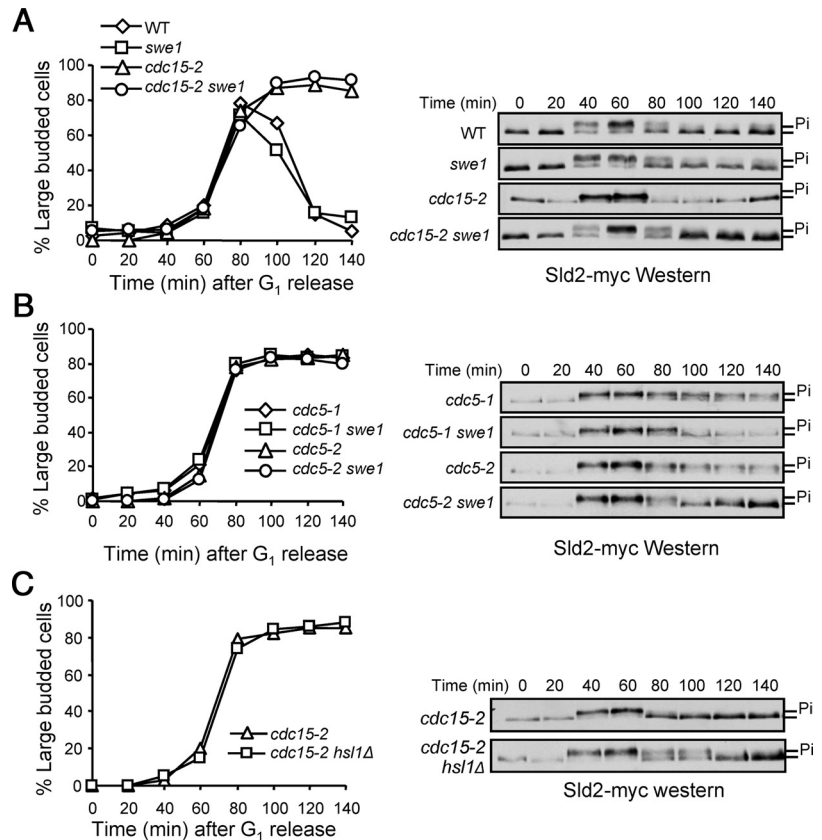 A
WT
swe1
cdc15-2
cdc15-2 swe1
% Large budded cells
100
80
60
40
20
0
0 20 40 60 80 100 120 140
Time (min) after G1 release
Time (min) 0 20 40 60 80 100 120 140
WT Pi
swe1 Pi
cdc15-2 Pi
cdc15-2 swe1 Pi
Sld2-myc Western
B
% Large budded cells
100
80
60
40
20
0
cdc5-1
cdc5-1 swe1
cdc5-2
cdc5-2 swe1
0 20 40 60 80 100 120 140
Time (min) after G1 release
Time (min) 0 20 40 60 80 100 120 140
cdc5-1 Pi
cdc5-1 swe1 Pi
cdc5-2 Pi
cdc5-2 swe1 Pi
Sld2-myc Western
C
% Large budded cells
100
80
60
40
20
0
cdc15-2
cdc15-2 hsl1Δ
0 20 40 60 80 100 120 140
Time (min) after G1 release
Time (min) 0 20 40 60 80 100 120 140
cdc15-2 Pi
cdc15-2 Pi
hsl1Δ
Sld2-myc western